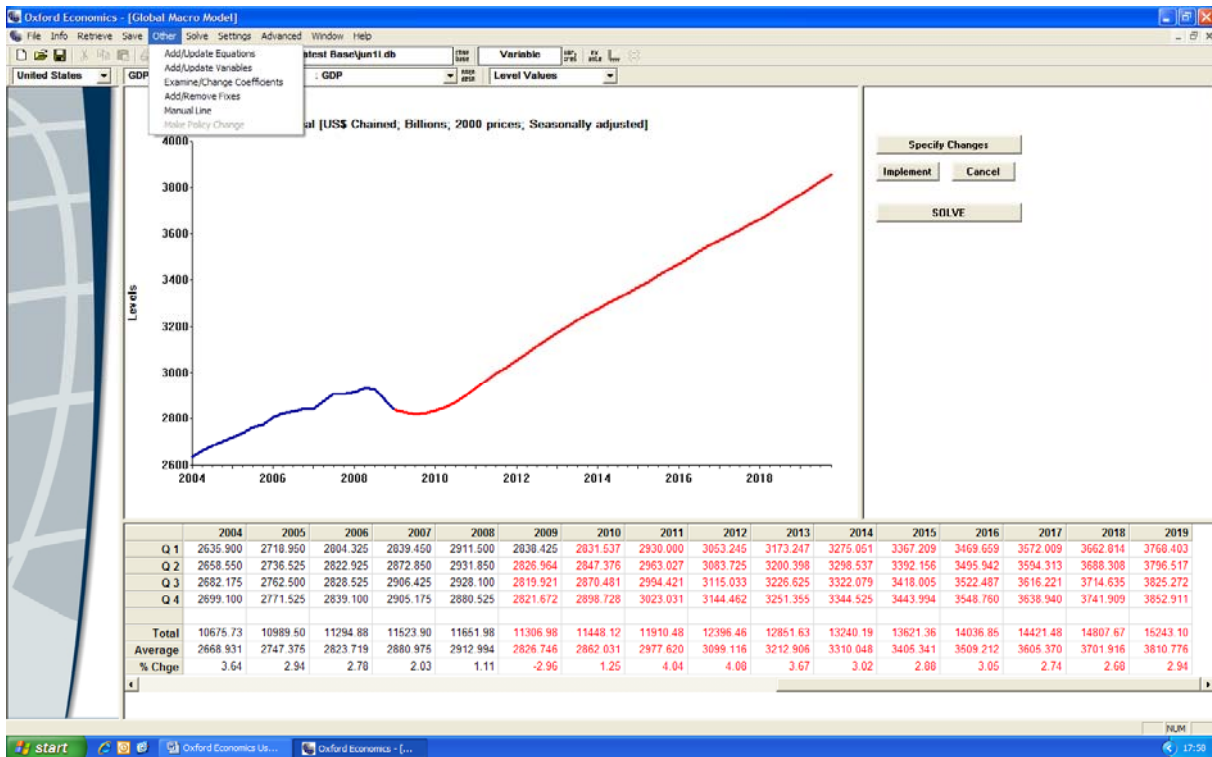 Oxford Economics - [Global Macro Model]
File Info Retrieve Save Other Solve Settings Advanced Window Help
Add/Update Equations
Add/Update Variables
Examine/Change Coefficients
Add/Remove Fixes
Manual Line
Make Policy Change
test Base\jun1l.db Variable
United States GDP : GDP Level Values
al [US$ Chained; Billions; 2000 prices; Seasonally adjusted]
Specify Changes
Implement Cancel
SOLVE
Levels
4000
3800
3600
3400
3200
3000
2800
2600
2004 2006 2008 2010 2012 2014 2016 2018
2004 2005 2006 2007 2008 2009 2010 2011 2012 2013 2014 2015 2016 2017 2018 2019
Q 1 2635.900 2718.950 2804.325 2839.450 2911.500 2838.425 2831.537 2930.000 3053.245 3173.247 3275.051 3367.209 3469.659 3572.009 3662.814 3768.403
Q 2 2658.550 2736.525 2822.925 2872.850 2931.850 2826.964 2847.376 2963.027 3083.725 3200.398 3298.537 3392.156 3495.942 3594.313 3688.308 3796.517
Q 3 2682.175 2762.500 2828.525 2906.425 2928.100 2819.921 2870.481 2994.421 3115.033 3226.625 3322.079 3418.005 3522.487 3616.221 3714.635 3825.272
Q 4 2699.100 2771.525 2839.100 2905.175 2880.525 2821.672 2898.728 3023.031 3144.462 3251.355 3344.525 3443.994 3548.760 3638.940 3741.909 3852.911
Total 10675.73 10989.50 11294.88 11523.90 11651.98 11306.98 11448.12 11910.48 12396.46 12851.63 13240.19 13621.36 14036.85 14421.48 14807.67 15243.10
Average 2668.931 2747.375 2823.719 2880.975 2912.994 2826.746 2862.031 2977.620 3099.116 3212.906 3310.048 3405.341 3509.212 3605.370 3701.916 3810.776
% Chge 3.64 2.94 2.78 2.03 1.11 -2.96 1.25 4.04 4.08 3.67 3.02 2.88 3.05 2.74 2.68 2.94
NUM
start Oxford Economics Us... Oxford Economics - [... 17:58